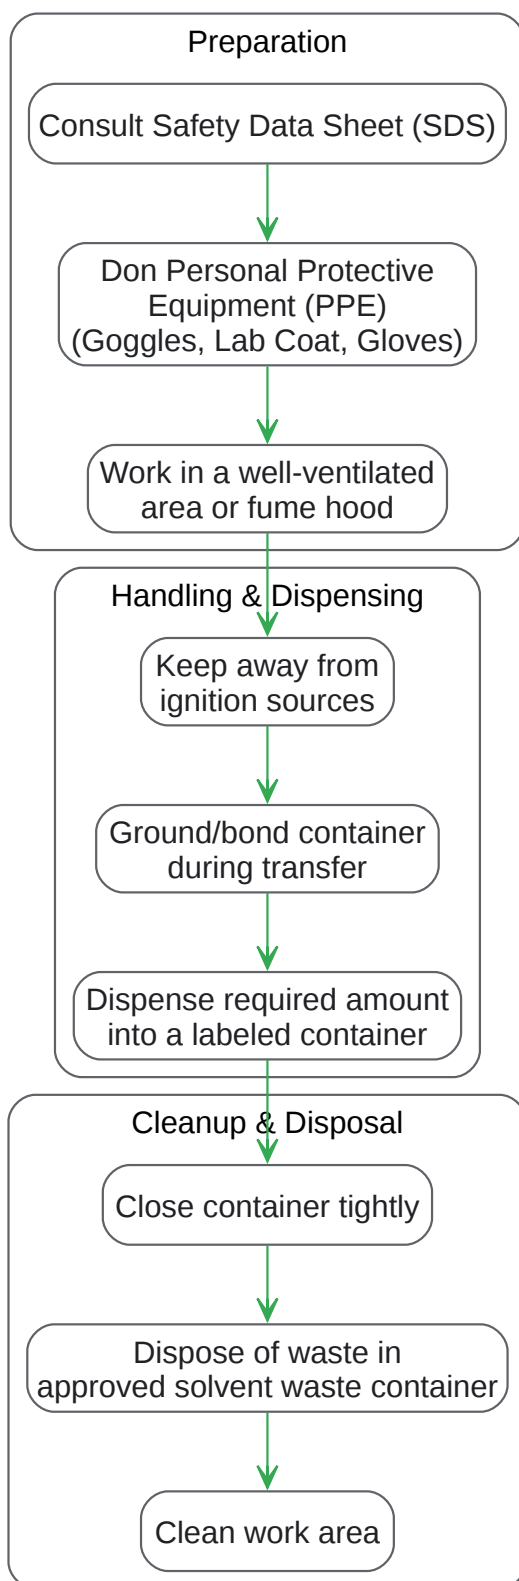 Preparation
Consult Safety Data Sheet (SDS)
Don Personal Protective
Equipment (PPE)
(Goggles, Lab Coat, Gloves)
Work in a well-ventilated
area or fume hood
Handling & Dispensing
Keep away from
ignition sources
Ground/bond container
during transfer
Dispense required amount
into a labeled container
Cleanup & Disposal
Close container tightly
Dispose of waste in
approved solvent waste container
Clean work area